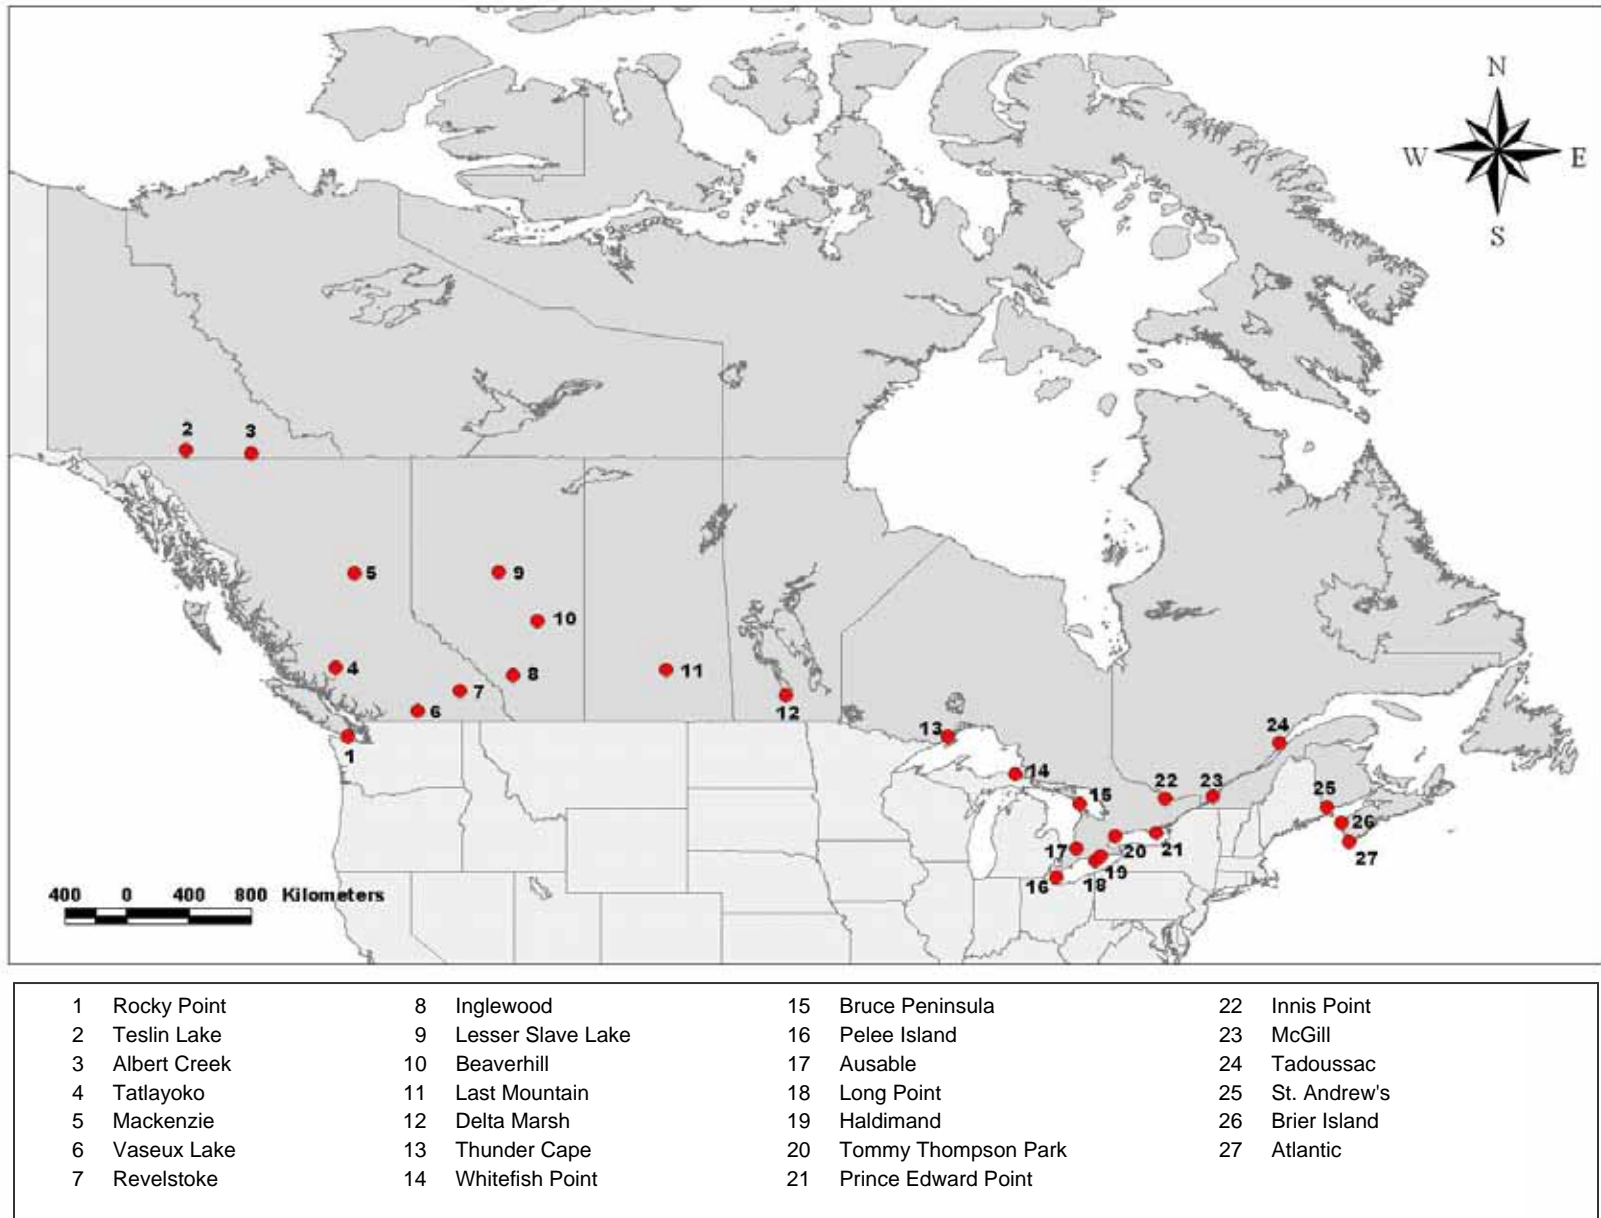 N
W E
S
2 3
5 9
10
4 8 11
7
6 12
1 13 24
14
15 22 23 25
26
17 20 21 27
16 18 19
400 0 400 800 Kilometers
1 Rocky Point 8 Inglewood 15 Bruce Peninsula 22 Innis Point
2 Teslin Lake 9 Lesser Slave Lake 16 Pelee Island 23 McGill
3 Albert Creek 10 Beaverhill 17 Ausable 24 Tadoussac
4 Tatlayoko 11 Last Mountain 18 Long Point 25 St. Andrew's
5 Mackenzie 12 Delta Marsh 19 Haldimand 26 Brier Island
6 Vaseux Lake 13 Thunder Cape 20 Tommy Thompson Park 27 Atlantic
7 Revelstoke 14 Whitefish Point 21 Prince Edward Point